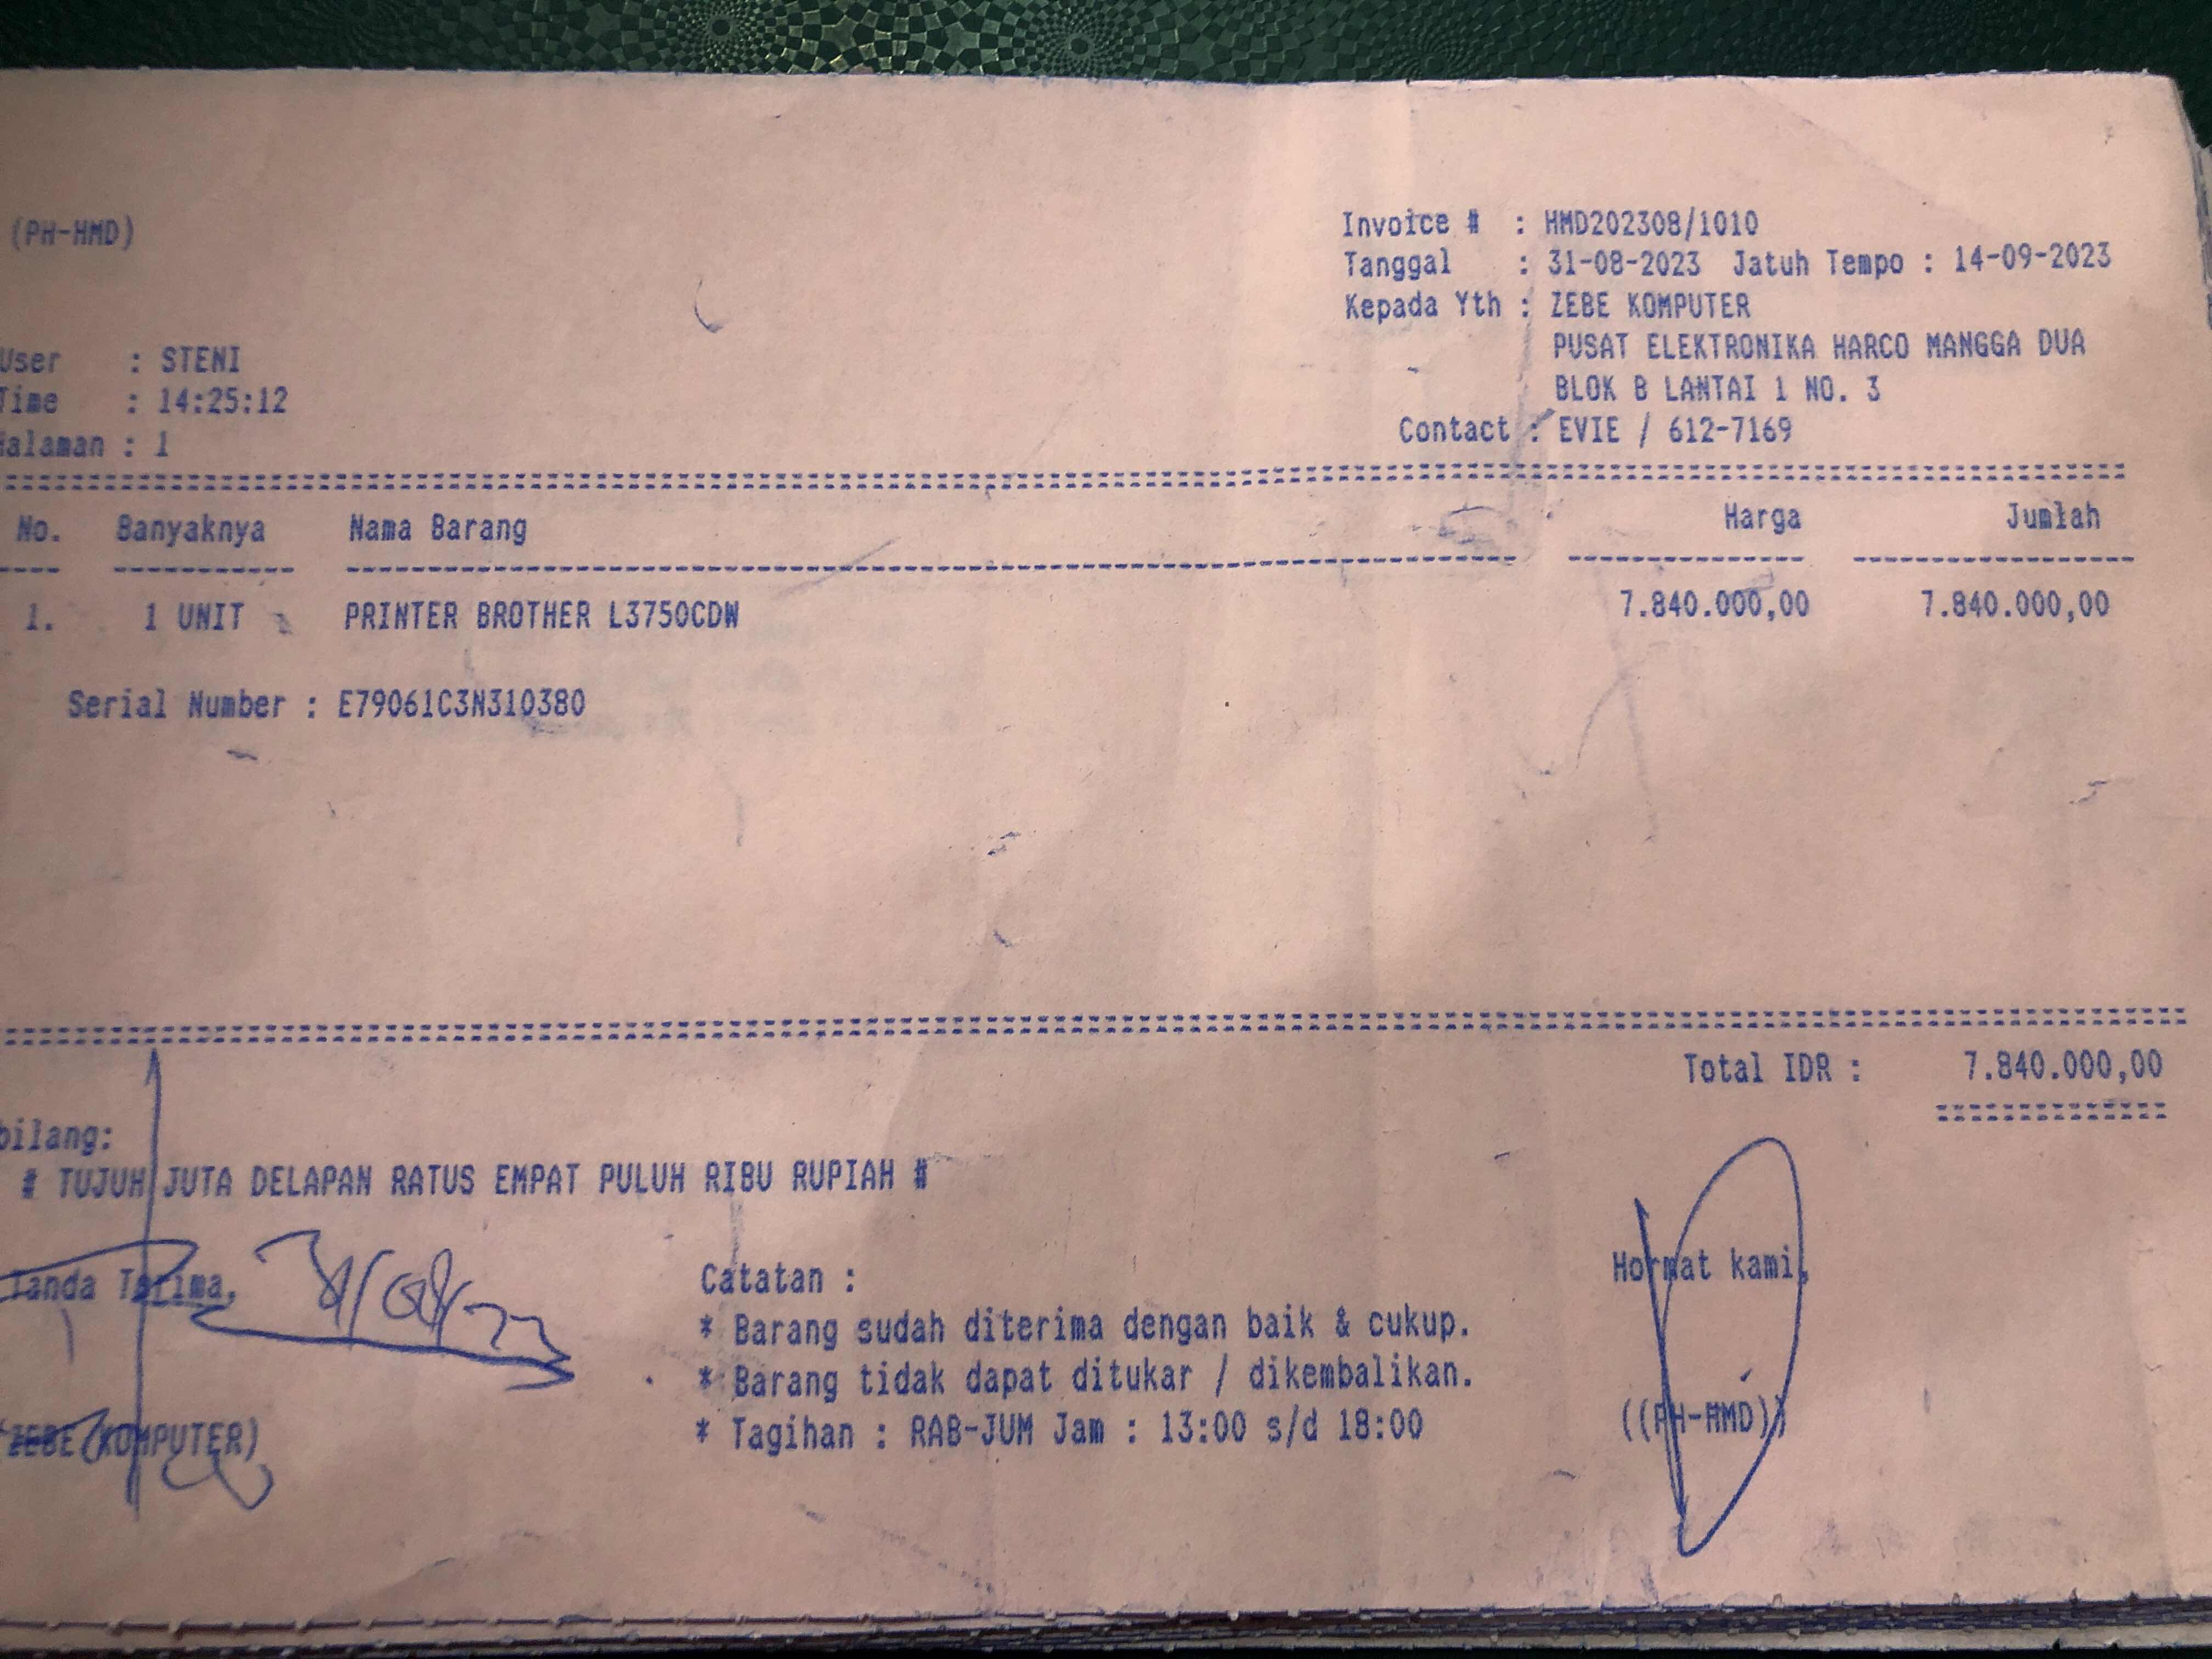 (PH-HMD)
Invoice # : HMD202308/1010
Tanggal : 31-08-2023 Jatuh Tempo : 14-09-2023
Kepada Yth : ZEBE KOMPUTER
PUSAT ELEKTRONIKA HARCO MANGGA DUA
BLOK B LANTAI 1 NO. 3
Contact : EVIE / 612-7169
User : STENI
Time : 14:25:12
Halaman : 1
No. Banyaknya Nama Barang Harga Jumlah
1. 1 UNIT PRINTER BROTHER L3750CDW 7.840.000,00 7.840.000,00
Serial Number : E79061C3N310380
Total IDR : 7.840.000,00
bilang:
# TUJUH JUTA DELAPAN RATUS EMPAT PULUH RIBU RUPIAH #
Tanda Terima,
(ZEBE KOMPUTER)
Catatan :
* Barang sudah diterima dengan baik & cukup.
* Barang tidak dapat ditukar / dikembalikan.
* Tagihan : RAB-JUM Jam : 13:00 s/d 18:00
Hormat kami,
((PH-HMD))